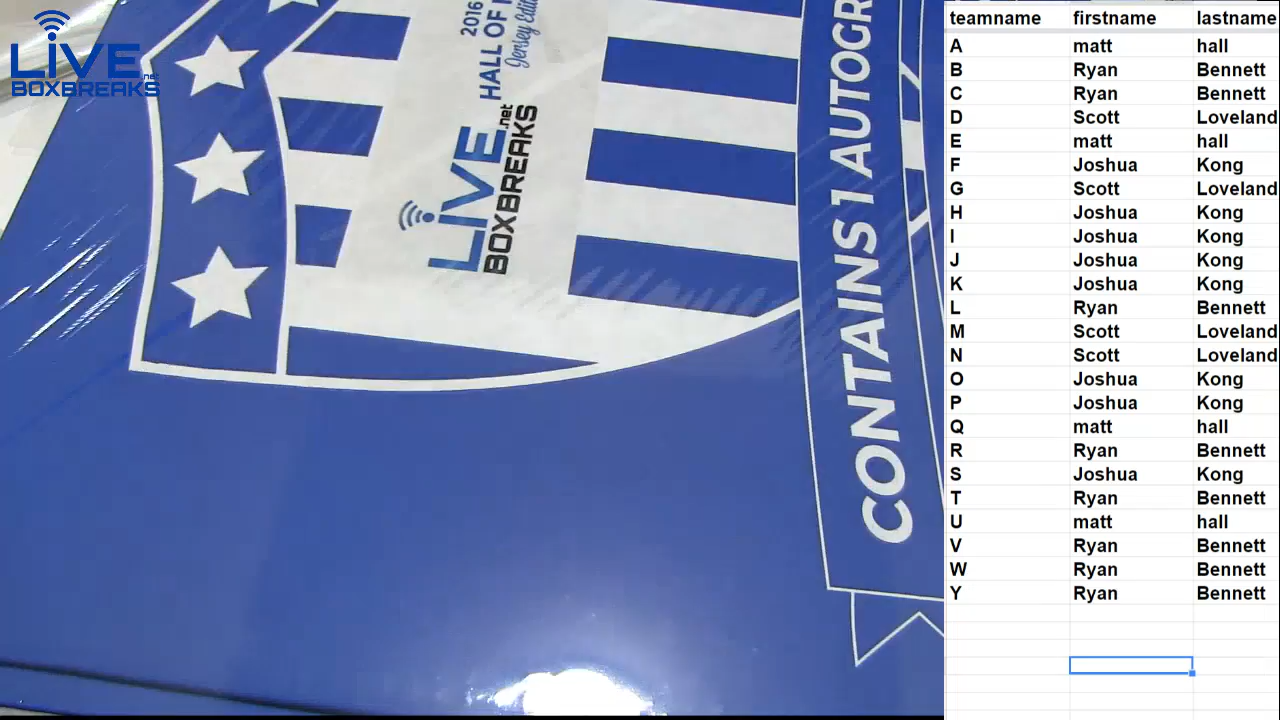 LIVE.net
BOXBREAKS
2016
HALL OF
Jersey
LIVE.net
BOXBREAKS
CONTAINS 1 AUTOGR
teamname firstname lastname
A matt hall
B Ryan Bennett
C Ryan Bennett
D Scott Loveland
E matt hall
F Joshua Kong
G Scott Loveland
H Joshua Kong
I Joshua Kong
J Joshua Kong
K Joshua Kong
L Ryan Bennett
M Scott Loveland
N Scott Loveland
O Joshua Kong
P Joshua Kong
Q matt hall
R Ryan Bennett
S Joshua Kong
T Ryan Bennett
U matt hall
V Ryan Bennett
W Ryan Bennett
Y Ryan Bennett